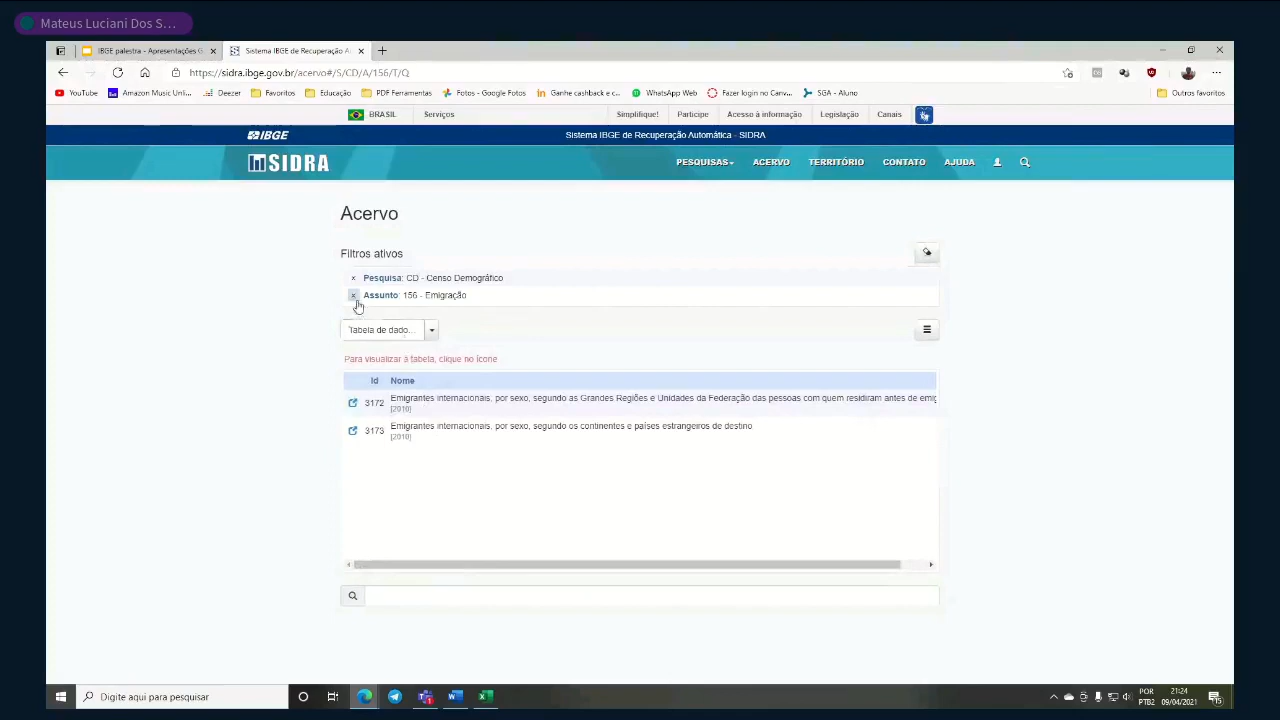 Mateus Luciani Dos S...
IBGE palestra - Apresentações G
Sistema IBGE de Recuperação A
https://sidra.ibge.gov.br/acervo#/S/CD/A/156/T/Q
YouTube
Amazon Music Unli...
Deezer
Favoritos
Educação
PDF Ferramentas
Fotos - Google Fotos
Ganhe cashback e c...
WhatsApp Web
Fazer login no Canv...
SGA - Aluno
Outros favoritos
BRASIL
Serviços
Simplifique!
Participe
Acesso à informação
Legislação
Canais
IBGE
Sistema IBGE de Recuperação Automática - SIDRA
SIDRA
PESQUISAS
ACERVO
TERRITÓRIO
CONTATO
AJUDA
Acervo
Filtros ativos
x Pesquisa: CD - Censo Demográfico
x Assunto: 156 - Emigração
Tabela de dado...
Para visualizar a tabela, clique no ícone
Id Nome
3172 Emigrantes internacionais, por sexo, segundo as Grandes Regiões e Unidades da Federação das pessoas com quem residiram antes de emig
[2010]
3173 Emigrantes internacionais, por sexo, segundo os continentes e países estrangeiros de destino
[2010]
Digite aqui para pesquisar
POR
PTB2
21:24
09/04/2021
15